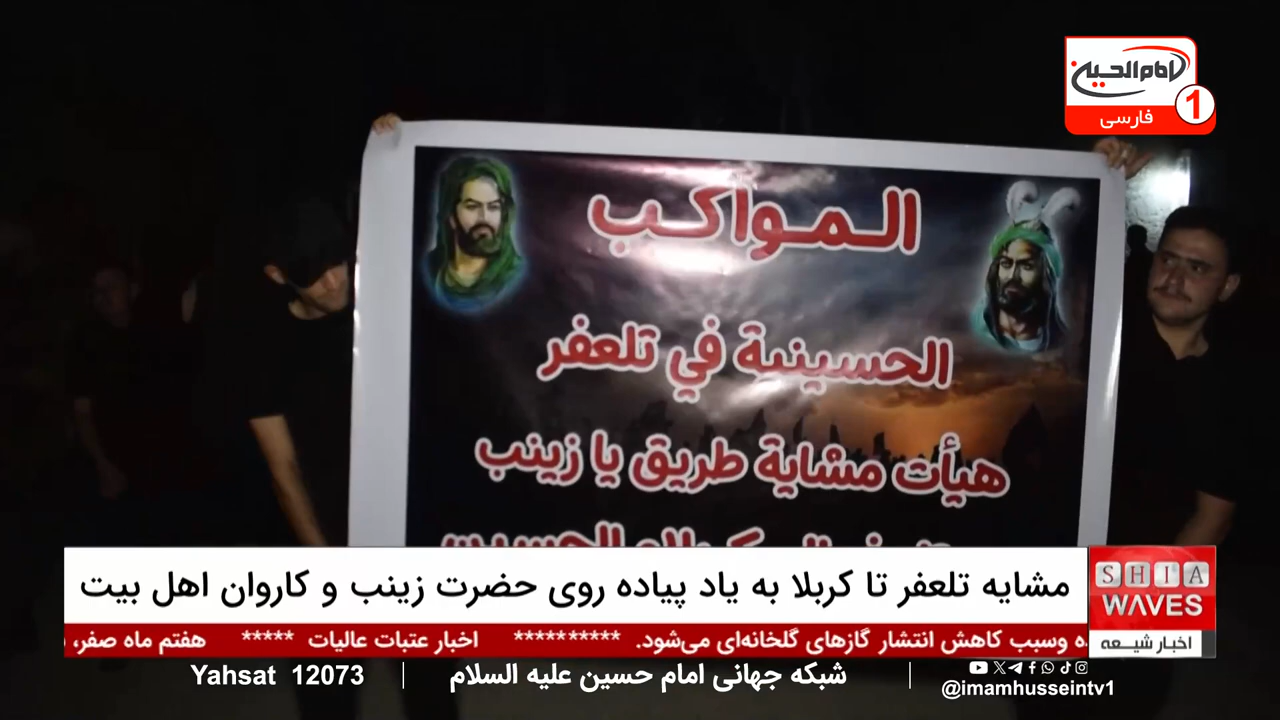 امام الحسین
1
فارسی
المواكب
الحسينية في تلعفر
هيأت مشاية طريق يا زينب
مشایه تلعفر تا کربلا به یاد پیاده روی حضرت زینب و کاروان اهل بیت
SHIA
WAVES
اخبار شیعه
وسبب کاهش انتشار گازهای گلخانه‌ای می‌شود. ********** اخبار عتبات عالیات ***** هفتم ماه صفر،
Yahsat 12073 | شبکه جهانی امام حسین علیه السلام |
@imamhusseintv1